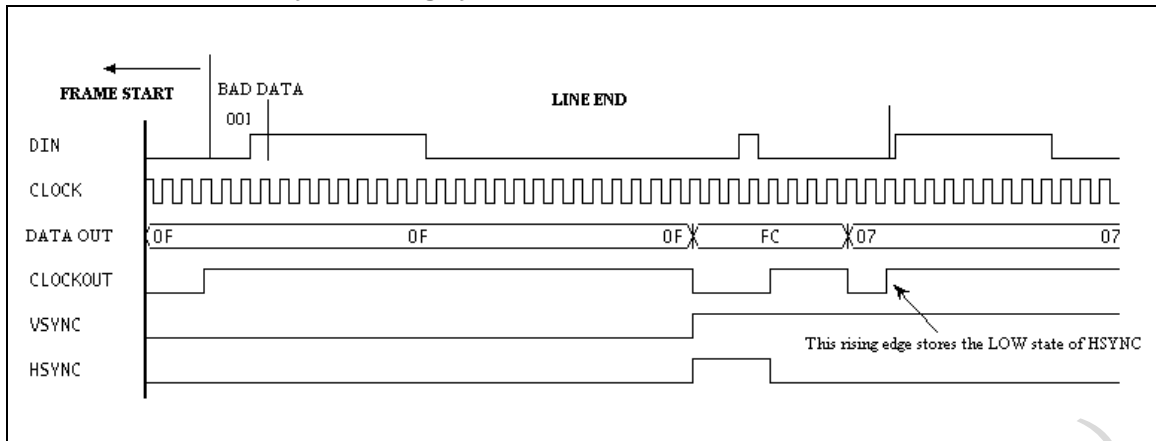 FRAME START
BAD DATA
LINE END
001
DIN
CLOCK
DATA OUT
0F
0F
0F
FC
07
07
CLOCKOUT
VSYNC
This rising edge stores the LOW state of HSYNC
HSYNC